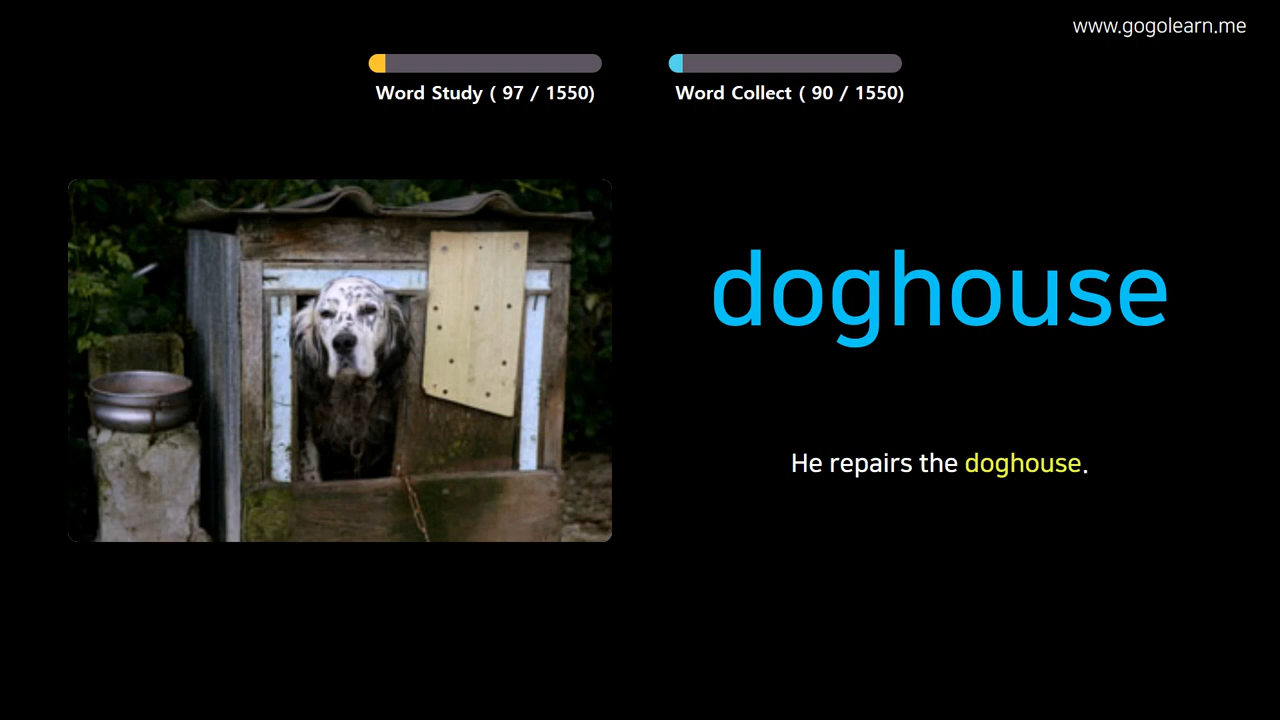 www.gogolearn.me
Word Study ( 97 / 1550)
Word Collect ( 90 / 1550)
doghouse
He repairs the doghouse.